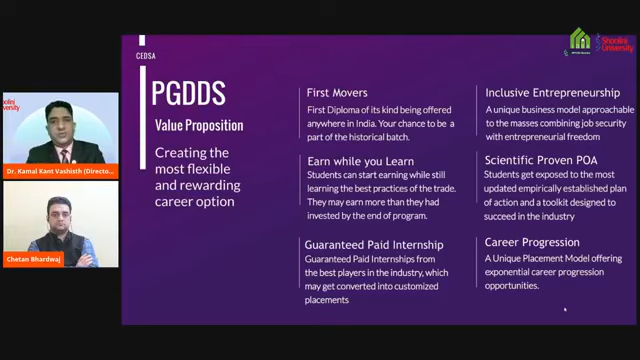 CEDSA
PGDDS
Value Proposition
Creating the
most flexible
and rewarding
career option
First Movers
First Diploma of its kind being offered
anywhere in India. Your chance to be a
part of the historical batch.
Earn while you Learn
Students can start earning while still
learning the best practices of the trade.
They may earn more than they had
invested by the end of program.
Guaranteed Paid Internship
Guaranteed Paid Internships from
the best players in the industry, which
may get converted into customized
placements
Inclusive Entrepreneurship
A unique business model approachable
to the masses combining job security
with entrepreneurial freedom
Scientific Proven POA
Students get exposed to the most
updated empirically established plan
of action and a toolkit designed to
succeed in the industry
Career Progression
A Unique Placement Model offering
exponential career progression
opportunities.
Shoolini
University
Shoolini
University
Dr. Kamal Kant Vashisth (Directo...
Chetan Bhardwaj